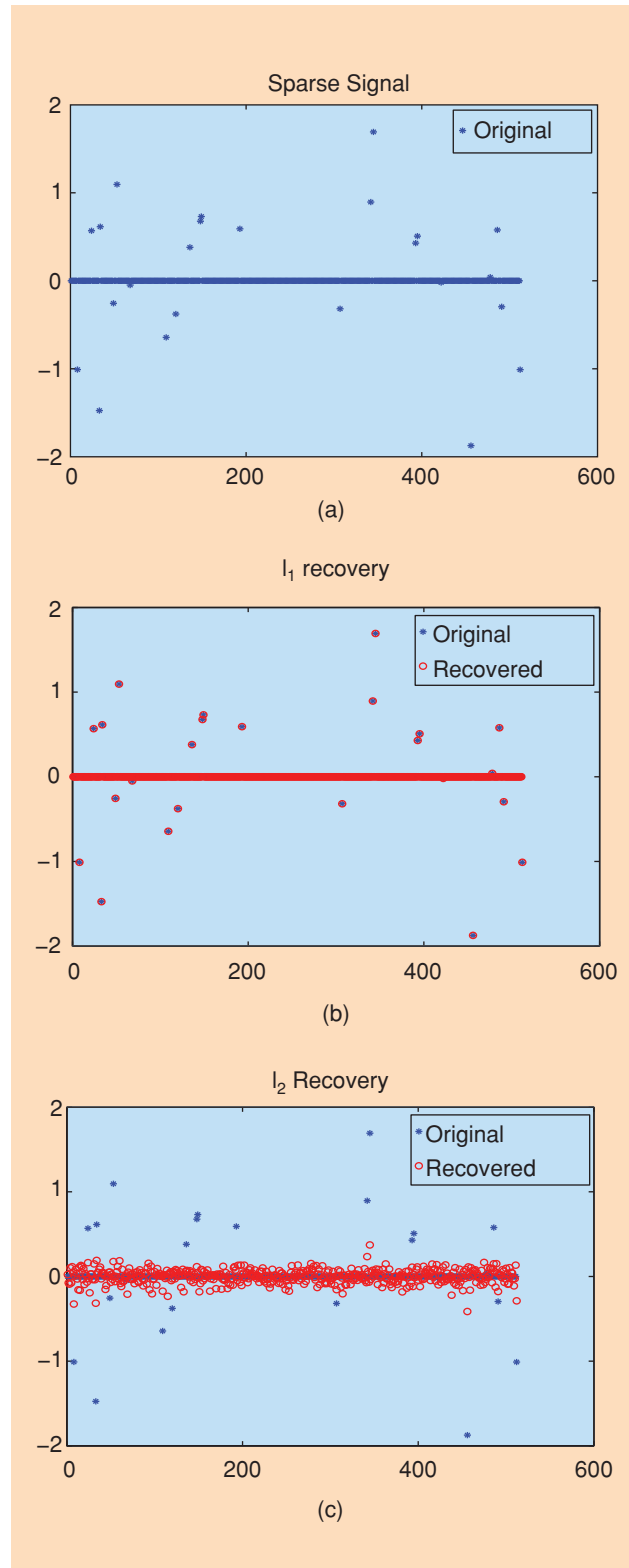 Sparse Signal
2
Original
1
0
−1
−2
0 200 400 600
(a)
l₁ recovery
2
Original
Recovered
1
0
−1
−2
0 200 400 600
(b)
l₂ Recovery
2
Original
Recovered
1
0
−1
−2
0 200 400 600
(c)